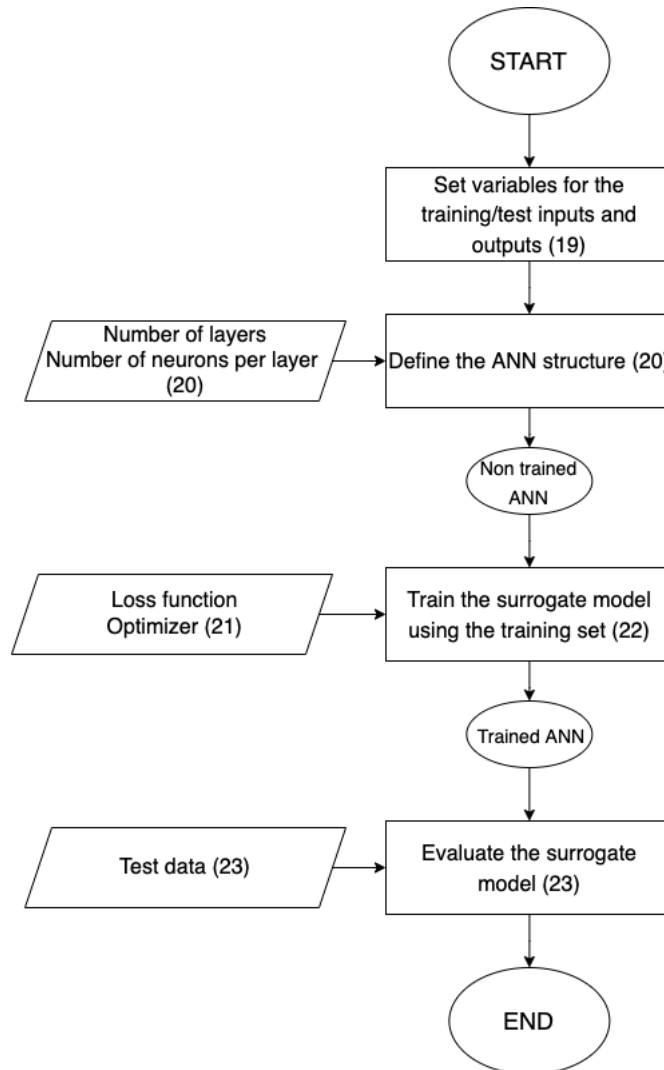 START
Set variables for the
training/test inputs and
outputs (19)
Number of layers
Number of neurons per layer
(20)
Define the ANN structure (20)
Non trained
ANN
Loss function
Optimizer (21)
Train the surrogate model
using the training set (22)
Trained ANN
Test data (23)
Evaluate the surrogate
model (23)
END